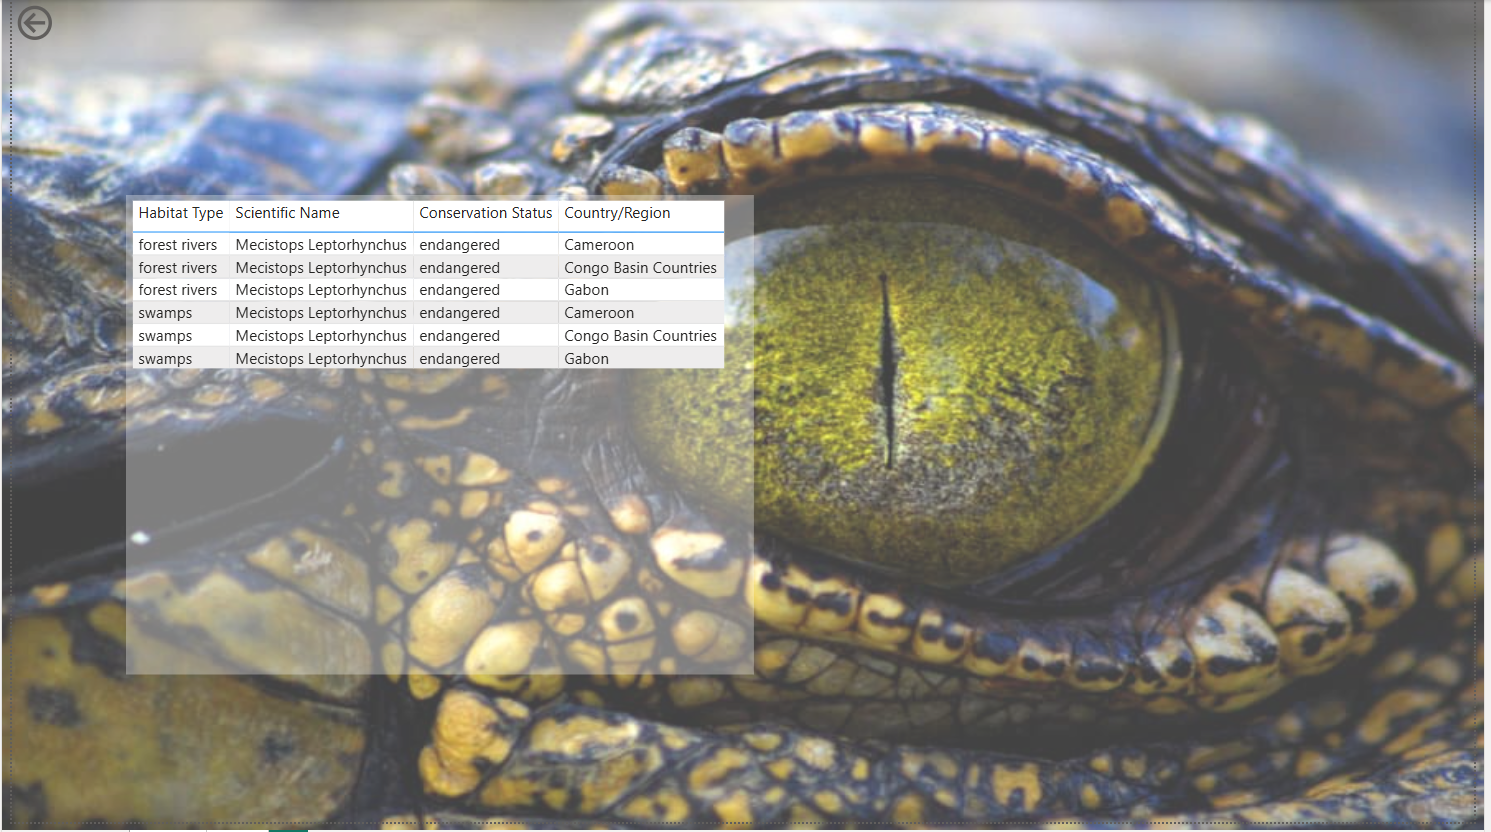 Habitat Type Scientific Name Conservation Status Country/Region
forest rivers Mecistops Leptorhynchus endangered Cameroon
forest rivers Mecistops Leptorhynchus endangered Congo Basin Countries
forest rivers Mecistops Leptorhynchus endangered Gabon
swamps Mecistops Leptorhynchus endangered Cameroon
swamps Mecistops Leptorhynchus endangered Congo Basin Countries
swamps Mecistops Leptorhynchus endangered Gabon